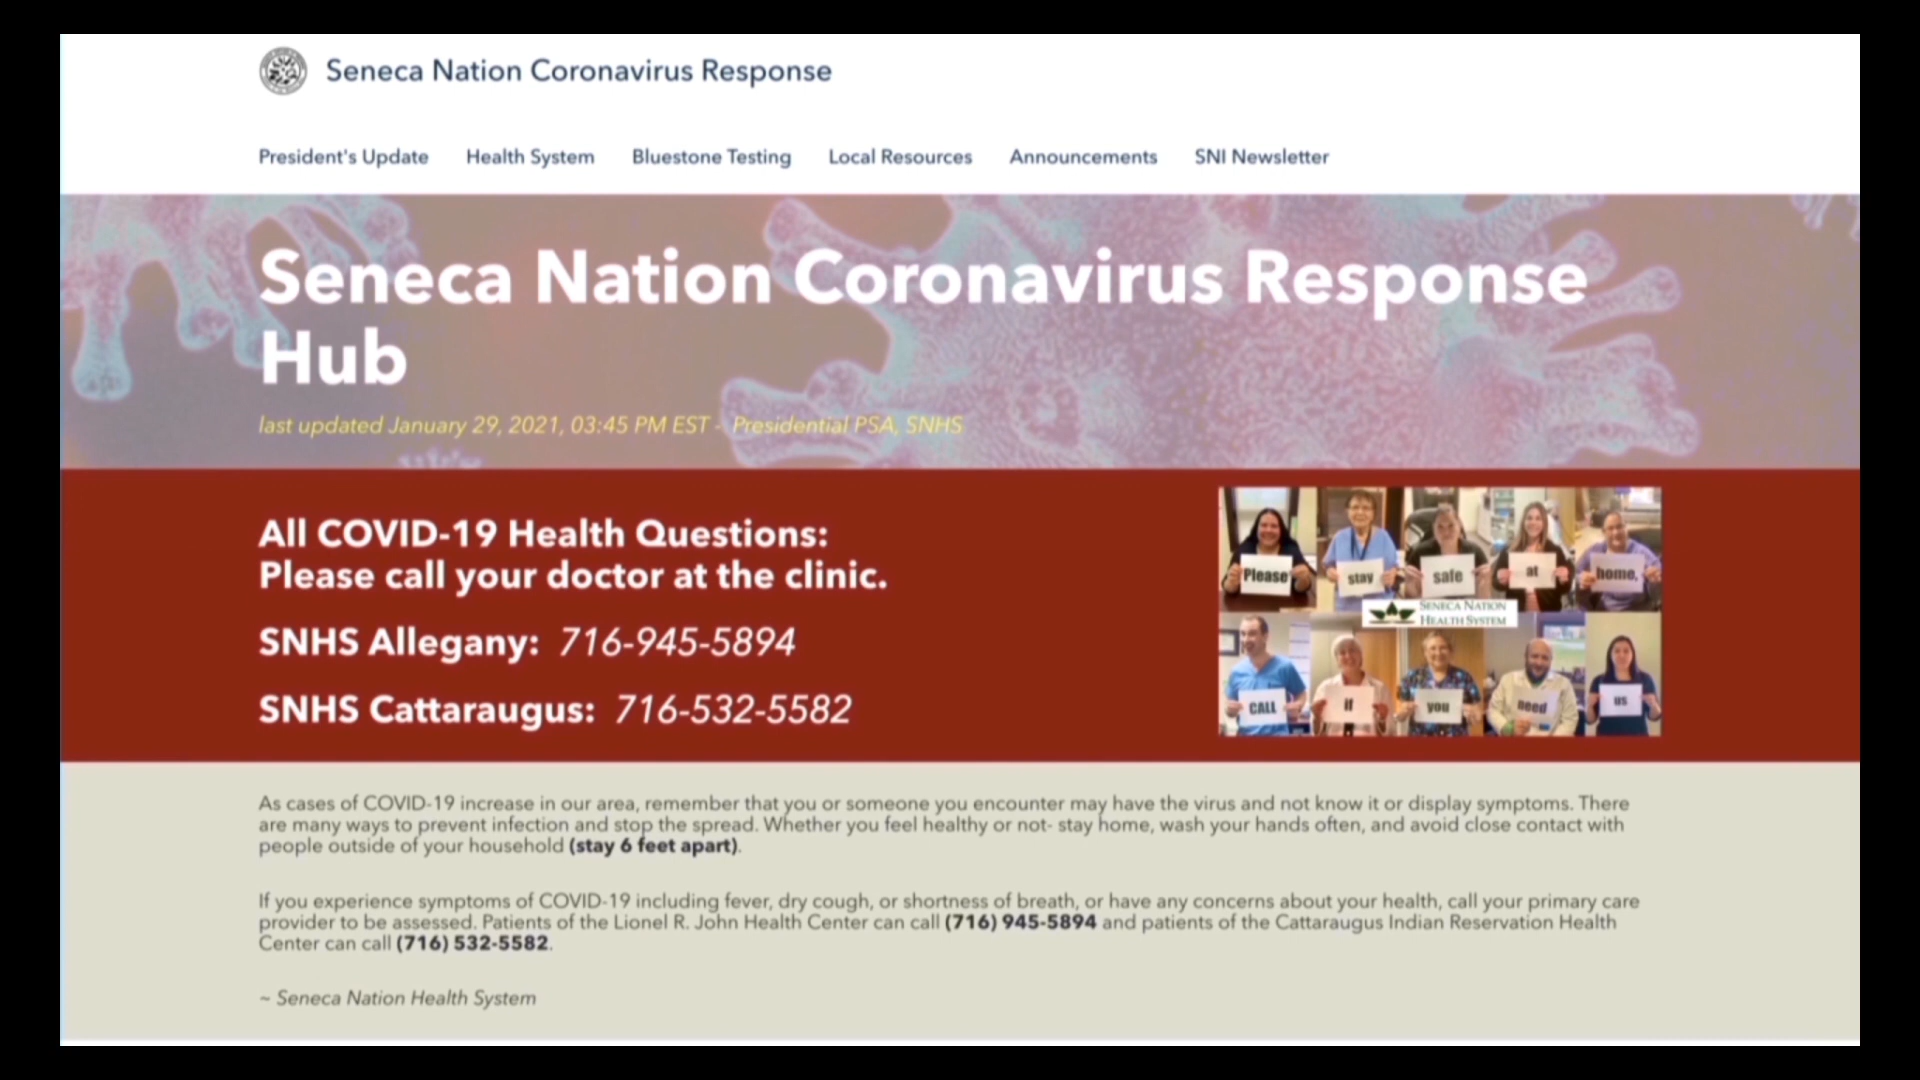 Seneca Nation Coronavirus Response
President's Update Health System Bluestone Testing Local Resources Announcements SNI Newsletter
Seneca Nation Coronavirus Response
Hub
last updated January 29, 2021, 03:45 PM EST - Presidential PSA, SNHS
All COVID-19 Health Questions:
Please call your doctor at the clinic.
SNHS Allegany: 716-945-5894
SNHS Cattaraugus: 716-532-5582
Please stay safe at home,
SENECA NATION
HEALTH SYSTEM
CALL if you need us
As cases of COVID-19 increase in our area, remember that you or someone you encounter may have the virus and not know it or display symptoms. There
are many ways to prevent infection and stop the spread. Whether you feel healthy or not- stay home, wash your hands often, and avoid close contact with
people outside of your household (stay 6 feet apart).
If you experience symptoms of COVID-19 including fever, dry cough, or shortness of breath, or have any concerns about your health, call your primary care
provider to be assessed. Patients of the Lionel R. John Health Center can call (716) 945-5894 and patients of the Cattaraugus Indian Reservation Health
Center can call (716) 532-5582.
~ Seneca Nation Health System